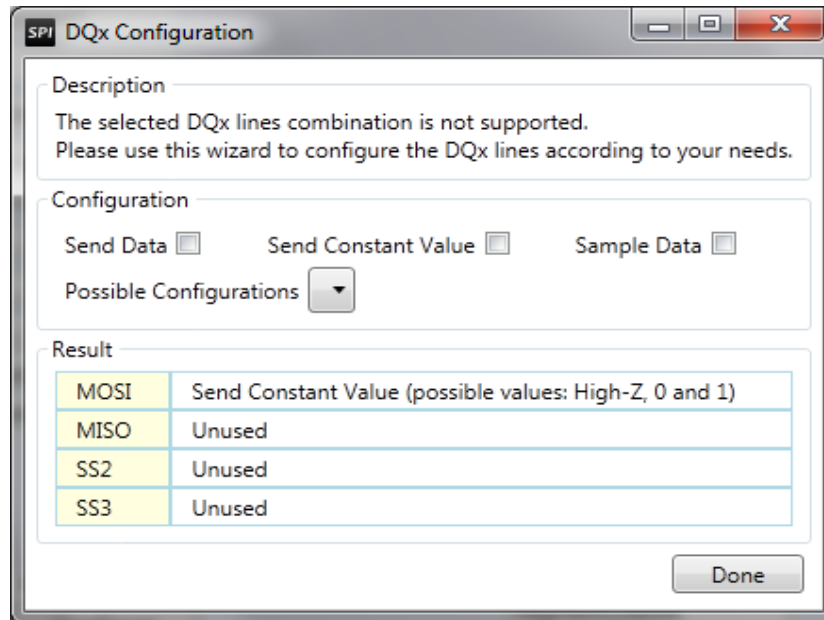 SPI DQx Configuration
Description
The selected DQx lines combination is not supported.
Please use this wizard to configure the DQx lines according to your needs.
Configuration
Send Data Send Constant Value Sample Data
Possible Configurations
Result
MOSI Send Constant Value (possible values: High-Z, 0 and 1)
MISO Unused
SS2 Unused
SS3 Unused
Done